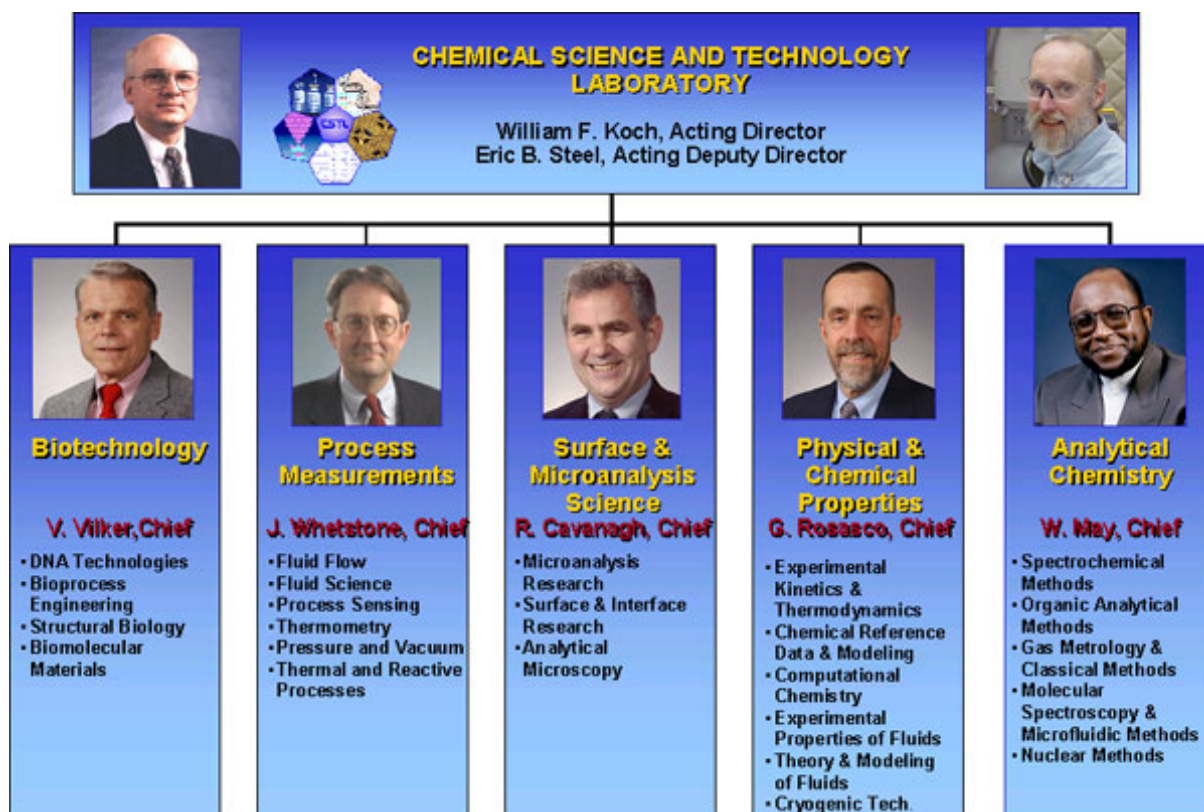 CHEMICAL SCIENCE AND TECHNOLOGY
LABORATORY
CSTL
William F. Koch, Acting Director
Eric B. Steel, Acting Deputy Director
Biotechnology
V. Vilker,Chief
• DNA Technologies
• Bioprocess
Engineering
• Structural Biology
• Biomolecular
Materials
Process
Measurements
J. Whetstone, Chief
• Fluid Flow
• Fluid Science
• Process Sensing
• Thermometry
• Pressure and Vacuum
• Thermal and Reactive
Processes
Surface &
Microanalysis
Science
R. Cavanagh, Chief
• Microanalysis
Research
• Surface & Interface
Research
• Analytical
Microscopy
Physical &
Chemical
Properties
G. Rosasco, Chief
• Experimental
Kinetics &
Thermodynamics
• Chemical Reference
Data & Modeling
• Computational
Chemistry
• Experimental
Properties of Fluids
• Theory & Modeling
of Fluids
• Cryogenic Tech.
Analytical
Chemistry
W. May, Chief
• Spectrochemical
Methods
• Organic Analytical
Methods
• Gas Metrology &
Classical Methods
• Molecular
Spectroscopy &
Microfluidic Methods
• Nuclear Methods